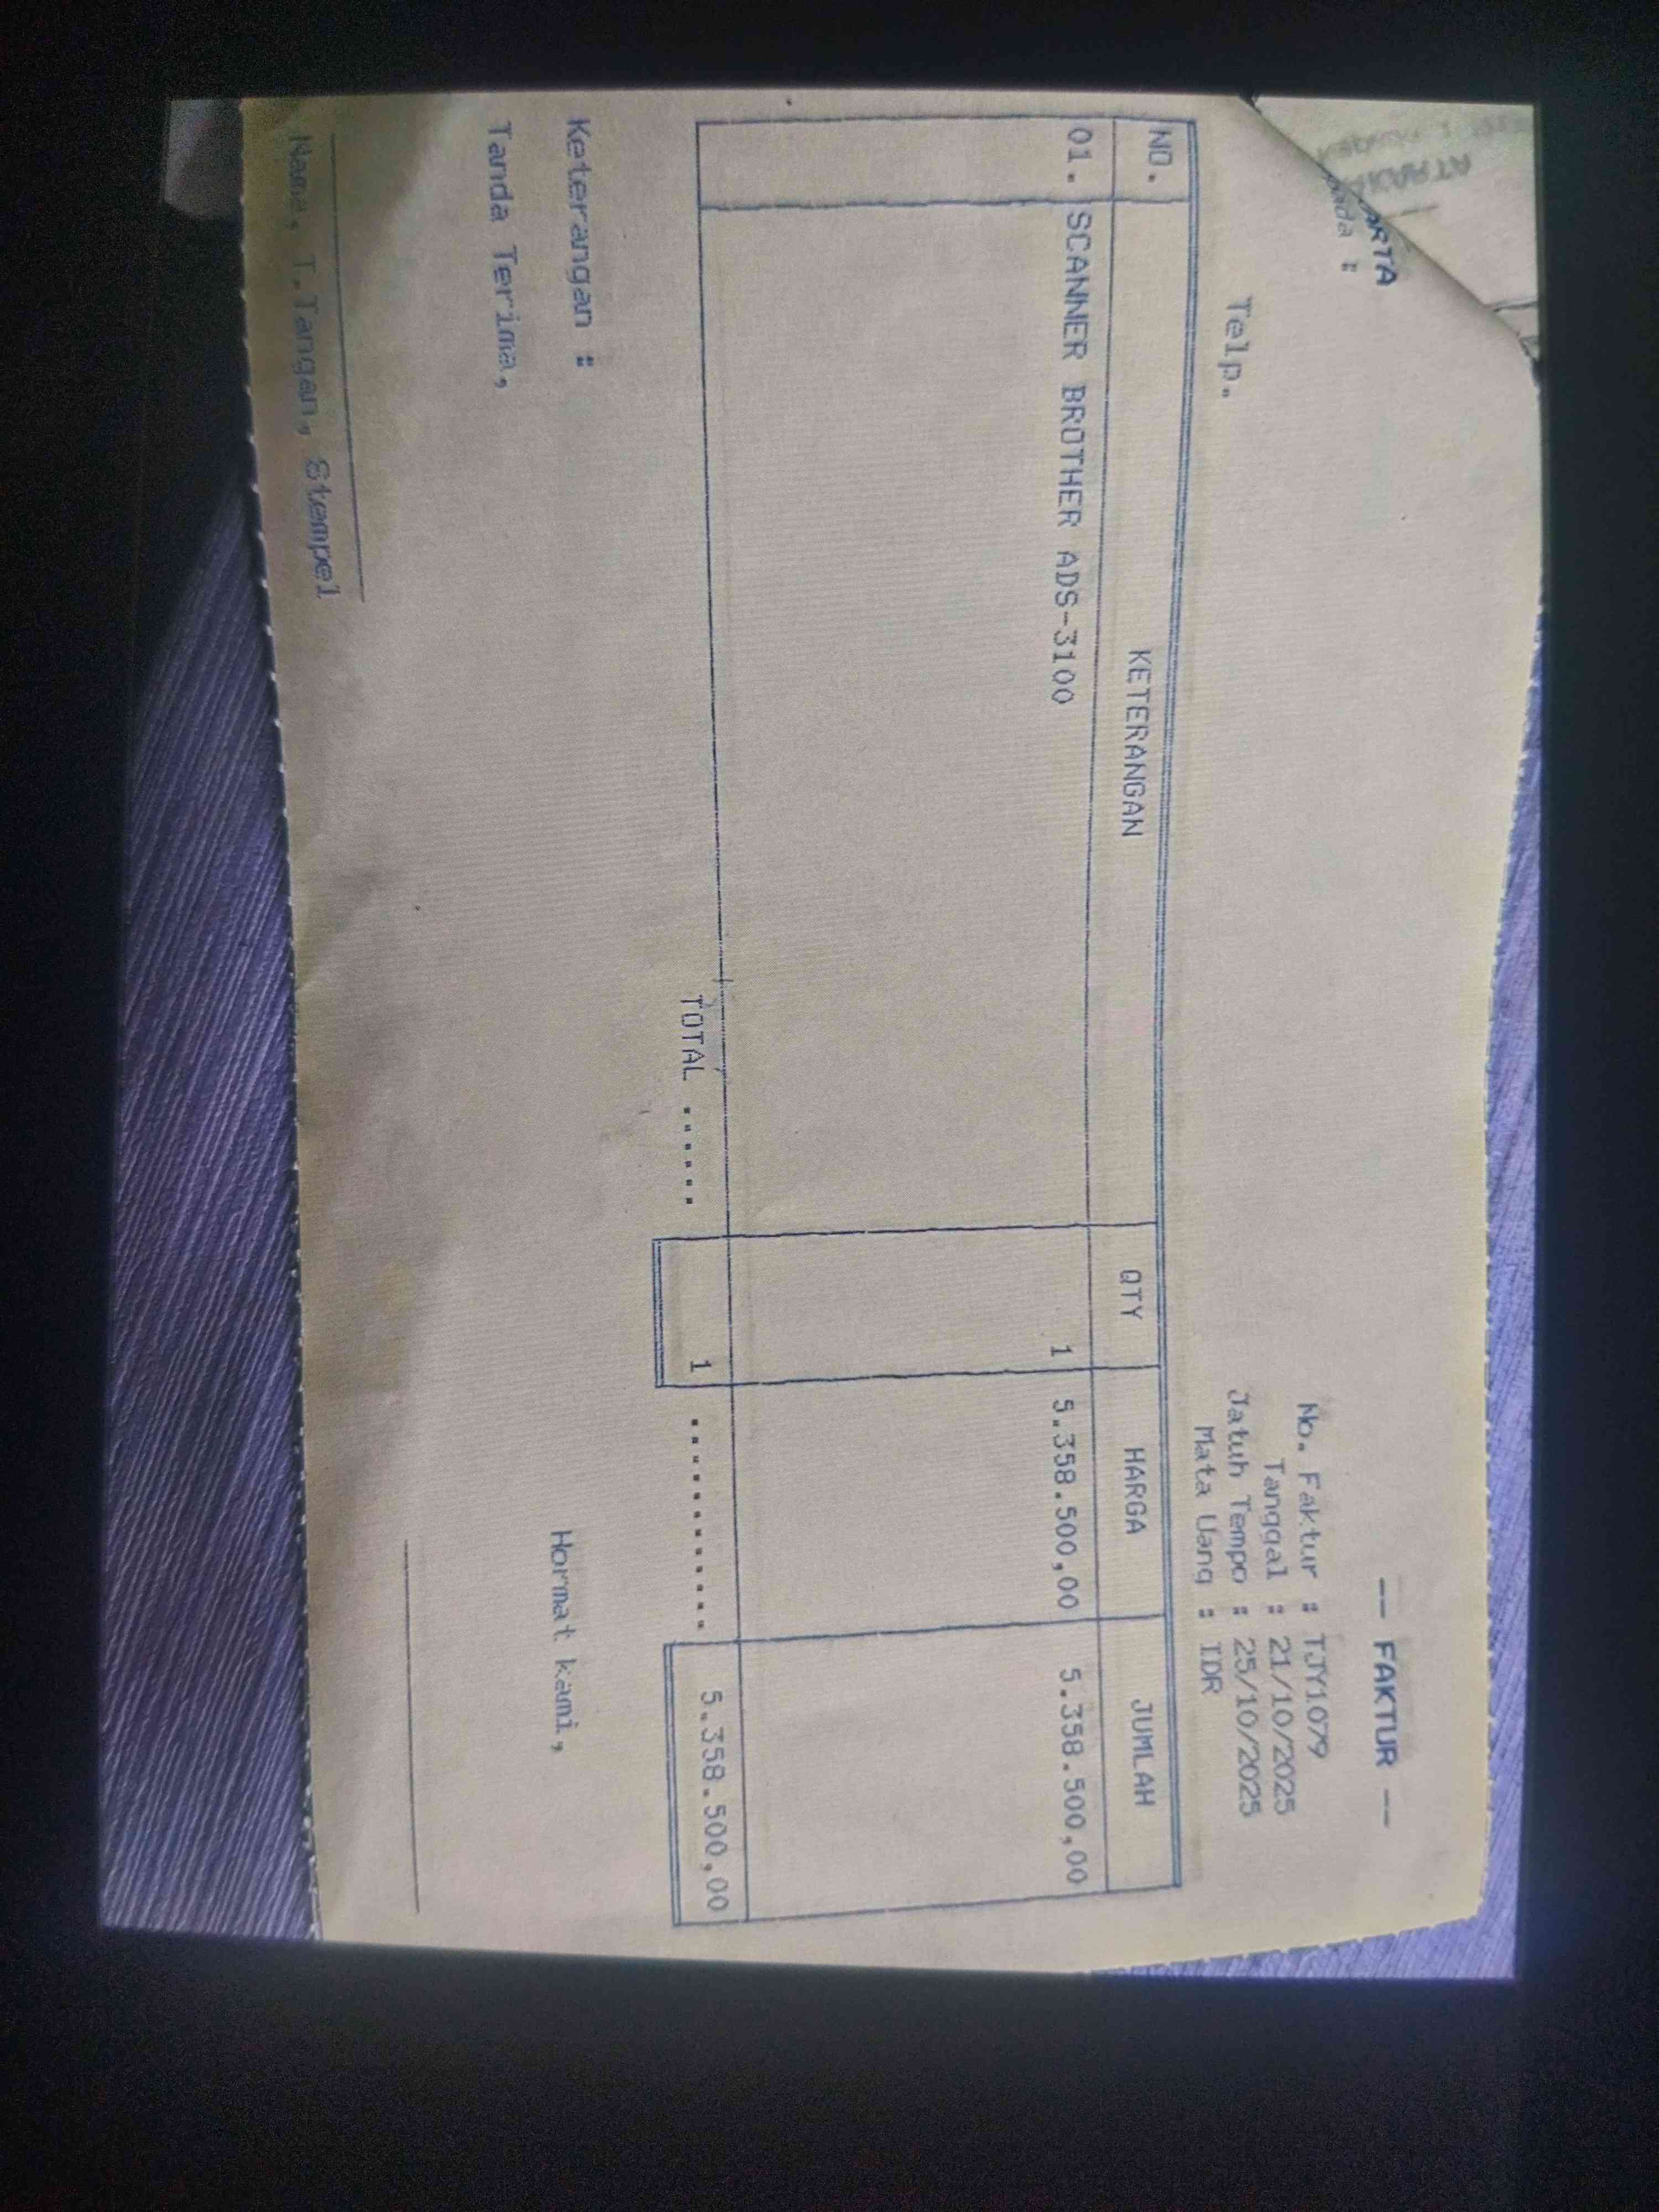 -- FAKTUR --
ARTA
No. Faktur : TJY1079
Tanggal : 21/10/2025
Telp.
Jatuh Tempo : 25/10/2025
Mata Uang : IDR
NO. KETERANGAN QTY HARGA JUMLAH
01. SCANNER BROTHER ADS-3100 1 5.358.500,00 5.358.500,00
TOTAL ...... 1 ............ 5.358.500,00
Keterangan :
Hormat kami,
Tanda Terima,
Nama, T.Tangan, Stempel